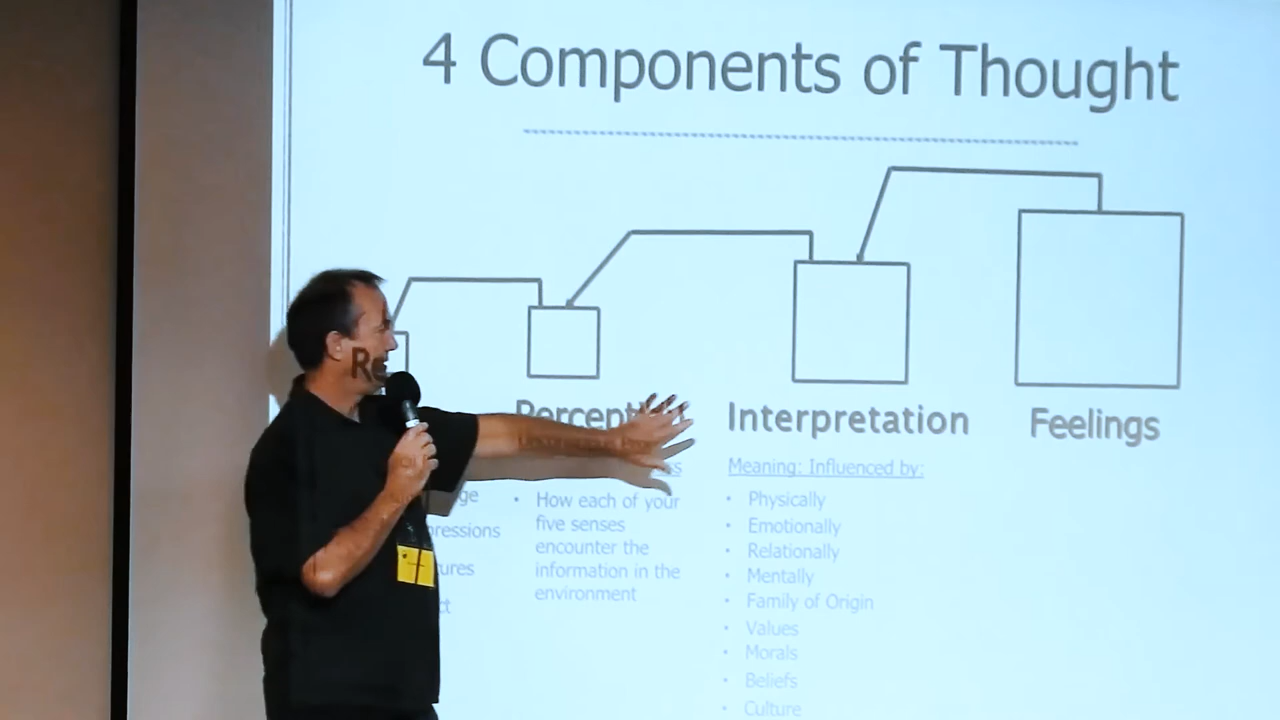 4 Components of Thought
Interpretation
Feelings
Meaning: Influenced by:
• How each of your
five senses
encounter the
information in the
environment
pressions
• Physically
• Emotionally
• Relationally
• Mentally
• Family of Origin
• Values
• Morals
• Beliefs
• Culture